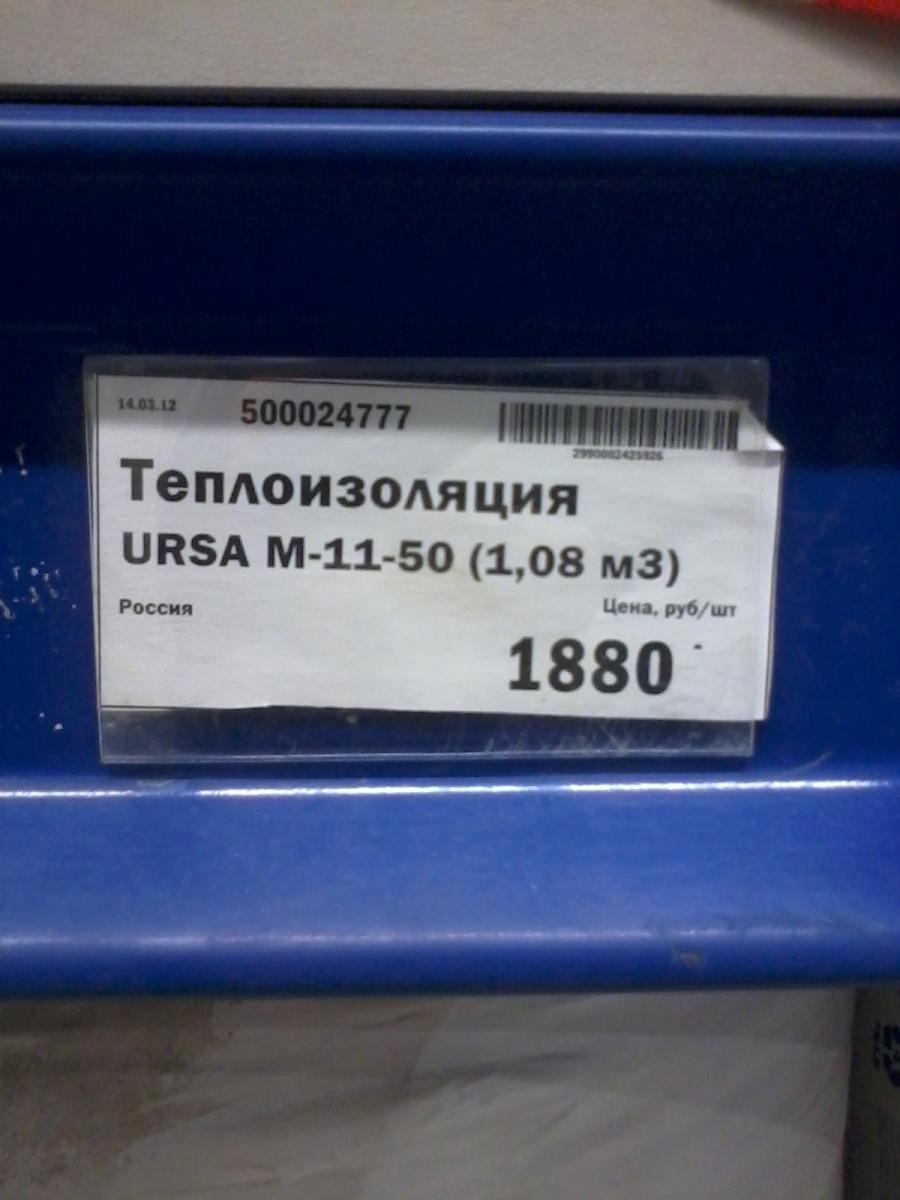 14.03.12 500024777
2990002425926
Теплоизоляция
URSA М-11-50 (1,08 м3)
Россия Цена, руб/шт
1880 -